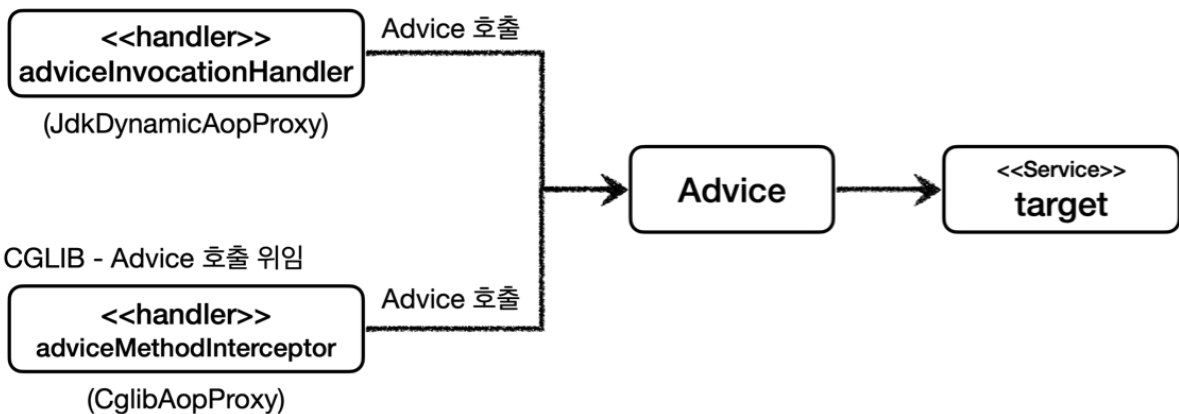 <<handler>>
adviceInvocationHandler
(JdkDynamicAopProxy)
Advice 호출
CGLIB - Advice 호출 위임
<<handler>>
adviceMethodInterceptor
(CglibAopProxy)
Advice 호출
Advice
<<Service>>
target